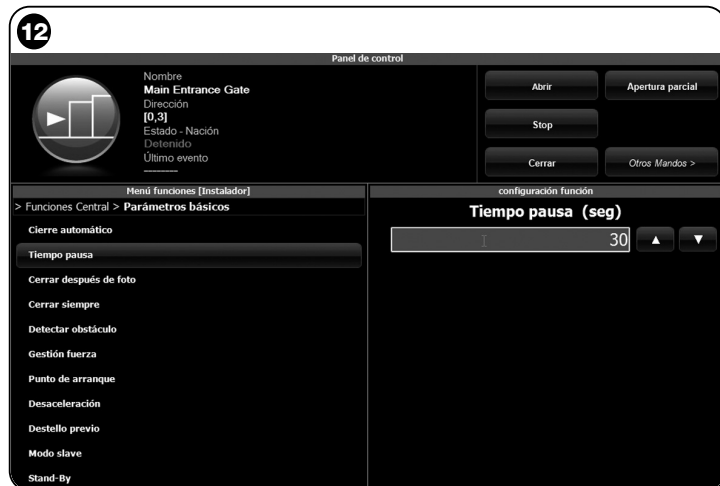 12
Panel de control
Nombre
Main Entrance Gate
Dirección
[0,3]
Estado - Nación
Detenido
Último evento
--------
Abrir
Apertura parcial
Stop
Cerrar
Otros Mandos >
Menú funciones [Instalador]
> Funciones Central > Parámetros básicos
Cierre automático
Tiempo pausa
Cerrar después de foto
Cerrar siempre
Detectar obstáculo
Gestión fuerza
Punto de arranque
Desaceleración
Destello previo
Modo slave
Stand-By
configuración función
Tiempo pausa (seg)
30